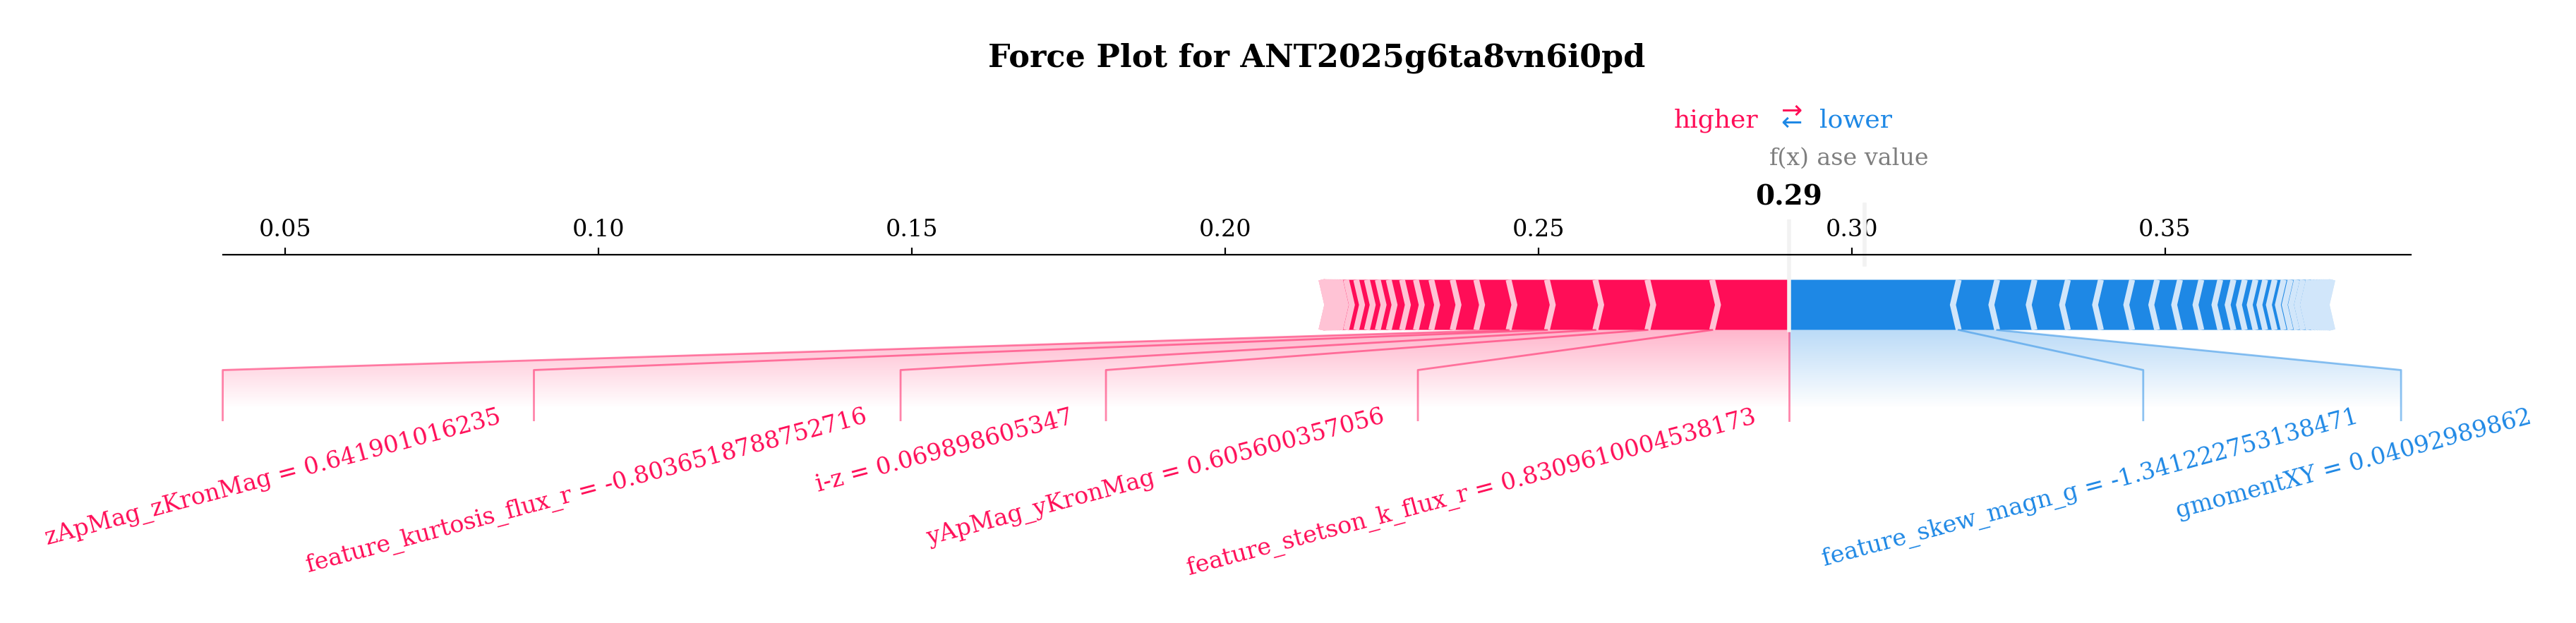 Force Plot for ANT2025g6ta8vn6i0pd
higher ⇄ lower
f(x) ase value
0.29
0.05 0.10 0.15 0.20 0.25 0.30 0.35
zApMag_zKronMag = 0.641901016235
feature_kurtosis_flux_r = -0.8036518788752716
i-z = 0.069898605347
yApMag_yKronMag = 0.605600357056
feature_stetson_k_flux_r = 0.8309610004538173
feature_skew_magn_g = -1.3412227531384​71
gmomentXY = 0.04092989862